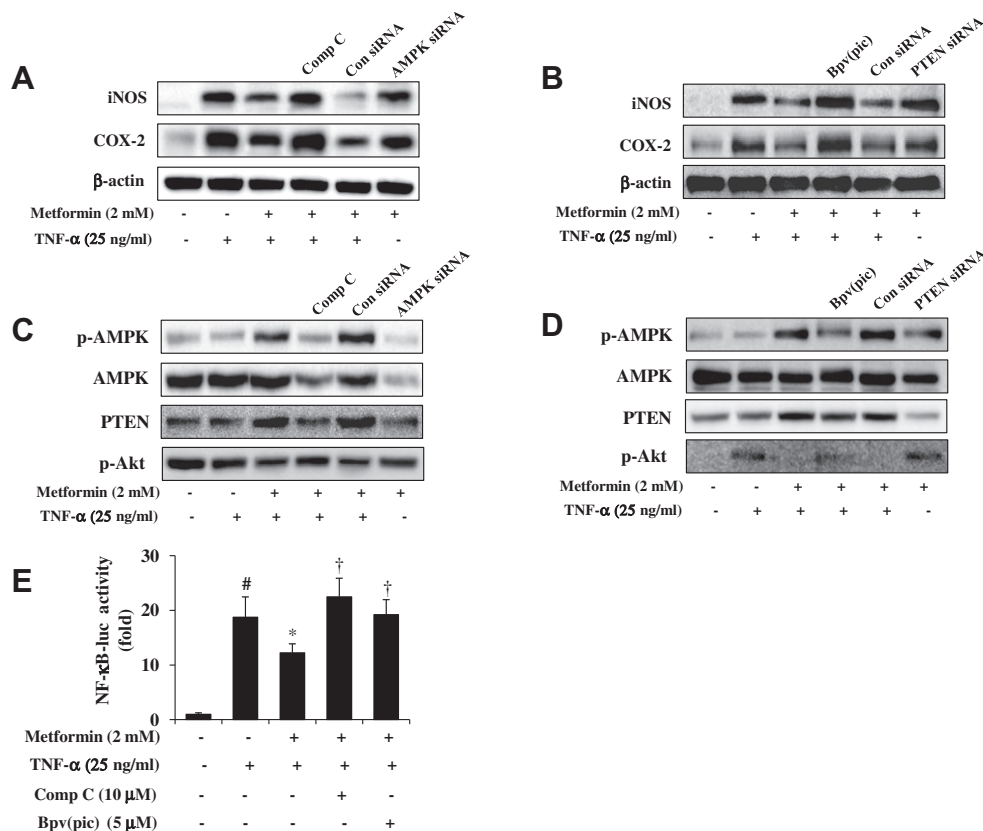 A
Comp C
Con siRNA
AMPK siRNA
iNOS
COX-2
β-actin
Metformin (2 mM) - - + + + +
TNF-α (25 ng/ml) - + + + + -
B
Bpv(pic)
Con siRNA
PTEN siRNA
iNOS
COX-2
β-actin
Metformin (2 mM) - - + + + +
TNF-α (25 ng/ml) - + + + + -
C
Comp C
Con siRNA
AMPK siRNA
p-AMPK
AMPK
PTEN
p-Akt
Metformin (2 mM) - - + + + +
TNF-α (25 ng/ml) - + + + + -
D
Bpv(pic)
Con siRNA
PTEN siRNA
p-AMPK
AMPK
PTEN
p-Akt
Metformin (2 mM) - - + + + +
TNF-α (25 ng/ml) - + + + + -
E
NF-κB-luc activity
(fold)
30
20
10
0
# * † †
Metformin (2 mM) - - + + +
TNF-α (25 ng/ml) - + + + +
Comp C (10 μM) - - - + -
Bpv(pic) (5 μM) - - - - +